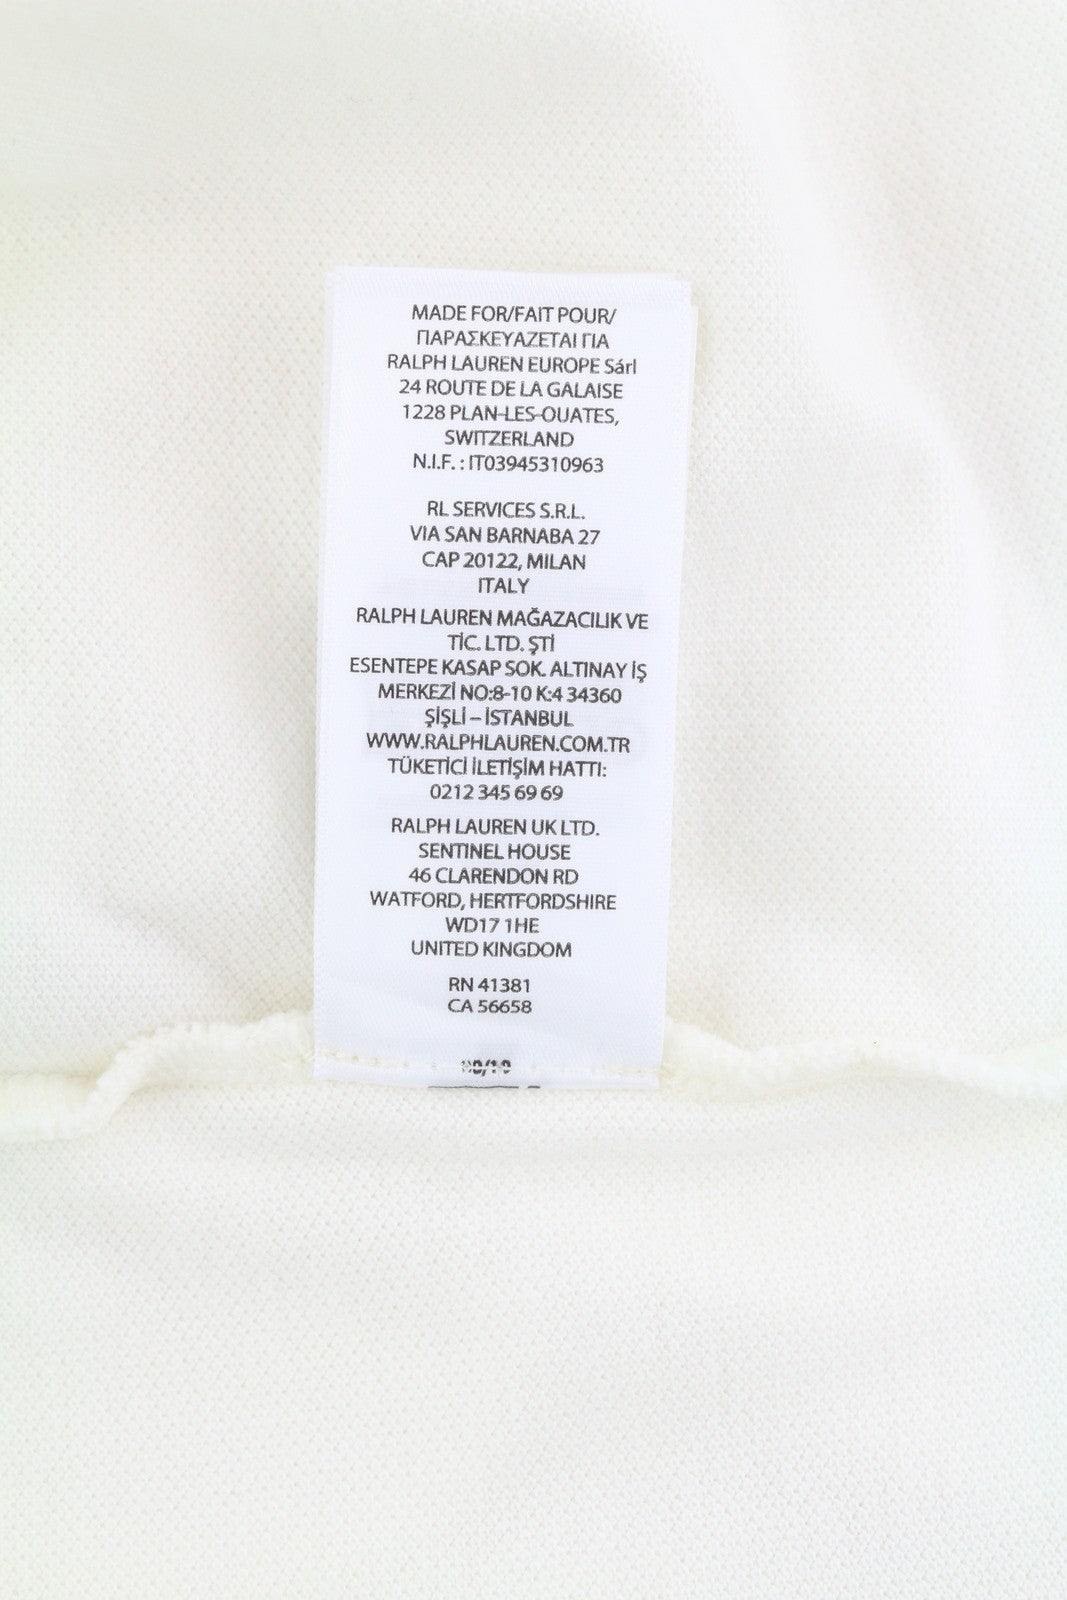 MADE FOR/FAIT POUR/
ΠΑΡΑΣΚΕΥΑΖΕΤΑΙ ΓΙΑ
RALPH LAUREN EUROPE Sárl
24 ROUTE DE LA GALAISE
1228 PLAN-LES-OUATES,
SWITZERLAND
N.I.F. : IT03945310963
RL SERVICES S.R.L.
VIA SAN BARNABA 27
CAP 20122, MILAN
ITALY
RALPH LAUREN MAĞAZACILIK VE
TİC. LTD. ŞTİ
ESENTEPE KASAP SOK. ALTINAY İŞ
MERKEZİ NO:8-10 K:4 34360
ŞİŞLİ – İSTANBUL
WWW.RALPHLAUREN.COM.TR
TÜKETİCİ İLETİŞİM HATTI:
0212 345 69 69
RALPH LAUREN UK LTD.
SENTINEL HOUSE
46 CLARENDON RD
WATFORD, HERTFORDSHIRE
WD17 1HE
UNITED KINGDOM
RN 41381
CA 56658